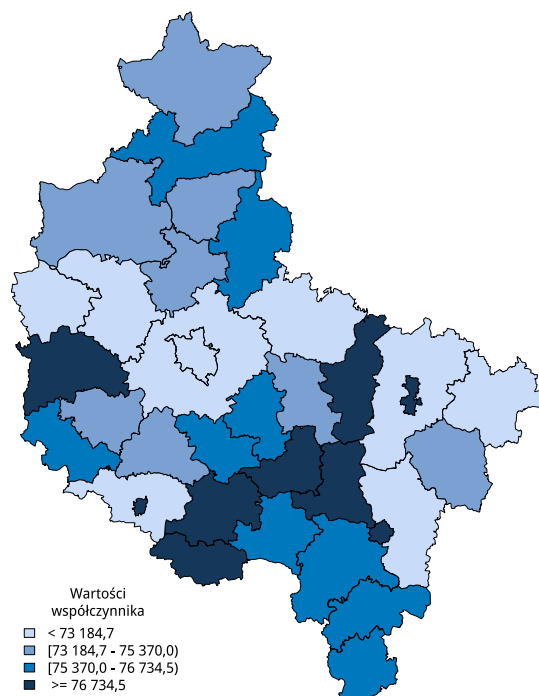 Wartości
współczynnika
< 73 184,7
[73 184,7 - 75 370,0)
[75 370,0 - 76 734,5)
>= 76 734,5